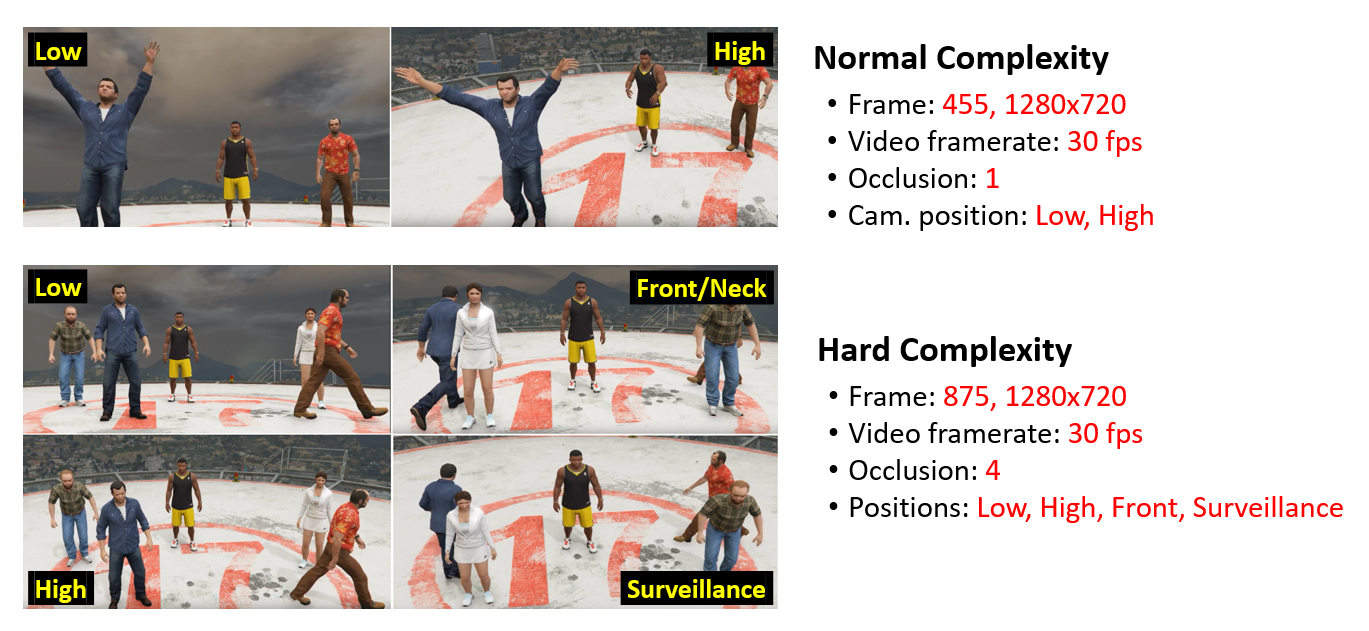 Low
High
Normal Complexity
• Frame: 455, 1280x720
• Video framerate: 30 fps
• Occlusion: 1
• Cam. position: Low, High
Low
Front/Neck
High
Surveillance
Hard Complexity
• Frame: 875, 1280x720
• Video framerate: 30 fps
• Occlusion: 4
• Positions: Low, High, Front, Surveillance